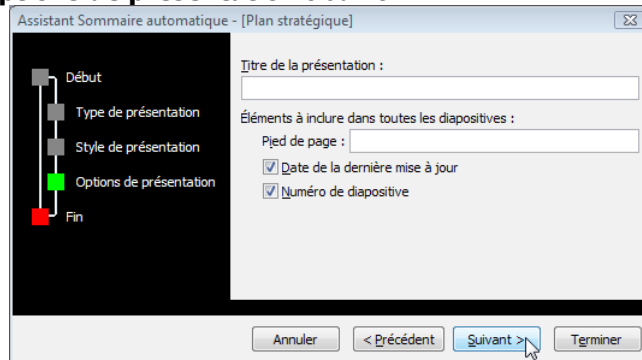 Assistant Sommaire automatique - [Plan stratégique]
Début
Type de présentation
Style de présentation
Options de présentation
Fin
Titre de la présentation :
Éléments à inclure dans toutes les diapositives :
Pied de page :
Date de la dernière mise à jour
Numéro de diapositive
Annuler
< Précédent
Suivant >
Terminer